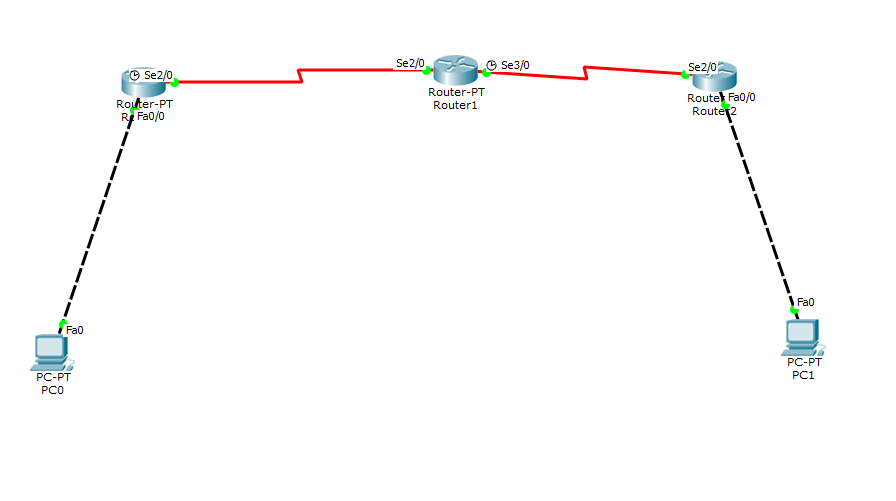 Se2/0
Router-PT
Fa0/0
Se2/0
Se3/0
Router-PT
Router1
Se2/0
Fa0/0
Router2
Fa0
PC-PT
PC0
Fa0
PC-PT
PC1